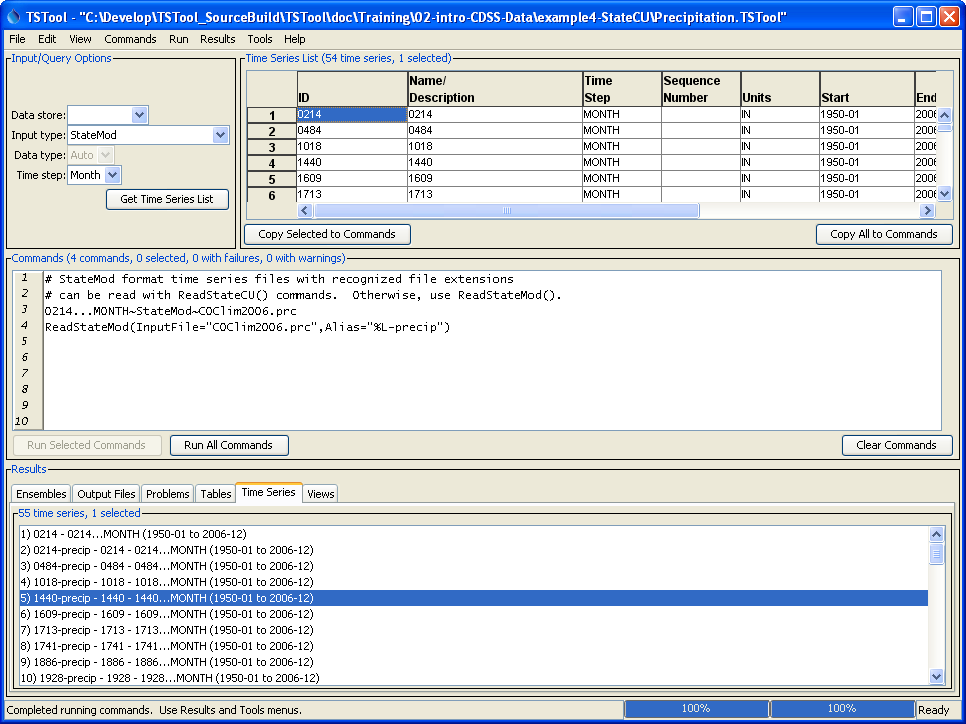 TSTool - "C:\Develop\TSTool_SourceBuild\TSTool\doc\Training\02-intro-CDSS-Data\example4-StateCU\Precipitation.TSTool"
File Edit View Commands Run Results Tools Help
Input/Query Options
Data store:
Input type: StateMod
Data type: Auto
Time step: Month
Get Time Series List
Time Series List (54 time series, 1 selected)
ID Name/ Description Time Step Sequence Number Units Start End
1 0214 0214 MONTH IN 1950-01 2006
2 0484 0484 MONTH IN 1950-01 2006
3 1018 1018 MONTH IN 1950-01 2006
4 1440 1440 MONTH IN 1950-01 2006
5 1609 1609 MONTH IN 1950-01 2006
6 1713 1713 MONTH IN 1950-01 2006
Copy Selected to Commands Copy All to Commands
Commands (4 commands, 0 selected, 0 with failures, 0 with warnings)
1 # StateMod format time series files with recognized file extensions
2 # can be read with ReadStateCU() commands.  Otherwise, use ReadStateMod().
3 0214...MONTH~StateMod~COClim2006.prc
4 ReadStateMod(InputFile="COClim2006.prc",Alias="%L-precip")
5
6
7
8
9
10
Run Selected Commands Run All Commands Clear Commands
Results
Ensembles Output Files Problems Tables Time Series Views
55 time series, 1 selected
1) 0214 - 0214...MONTH (1950-01 to 2006-12)
2) 0214-precip - 0214 - 0214...MONTH (1950-01 to 2006-12)
3) 0484-precip - 0484 - 0484...MONTH (1950-01 to 2006-12)
4) 1018-precip - 1018 - 1018...MONTH (1950-01 to 2006-12)
5) 1440-precip - 1440 - 1440...MONTH (1950-01 to 2006-12)
6) 1609-precip - 1609 - 1609...MONTH (1950-01 to 2006-12)
7) 1713-precip - 1713 - 1713...MONTH (1950-01 to 2006-12)
8) 1741-precip - 1741 - 1741...MONTH (1950-01 to 2006-12)
9) 1886-precip - 1886 - 1886...MONTH (1950-01 to 2006-12)
10) 1928-precip - 1928 - 1928...MONTH (1950-01 to 2006-12)
Completed running commands.  Use Results and Tools menus. 100% 100% Ready